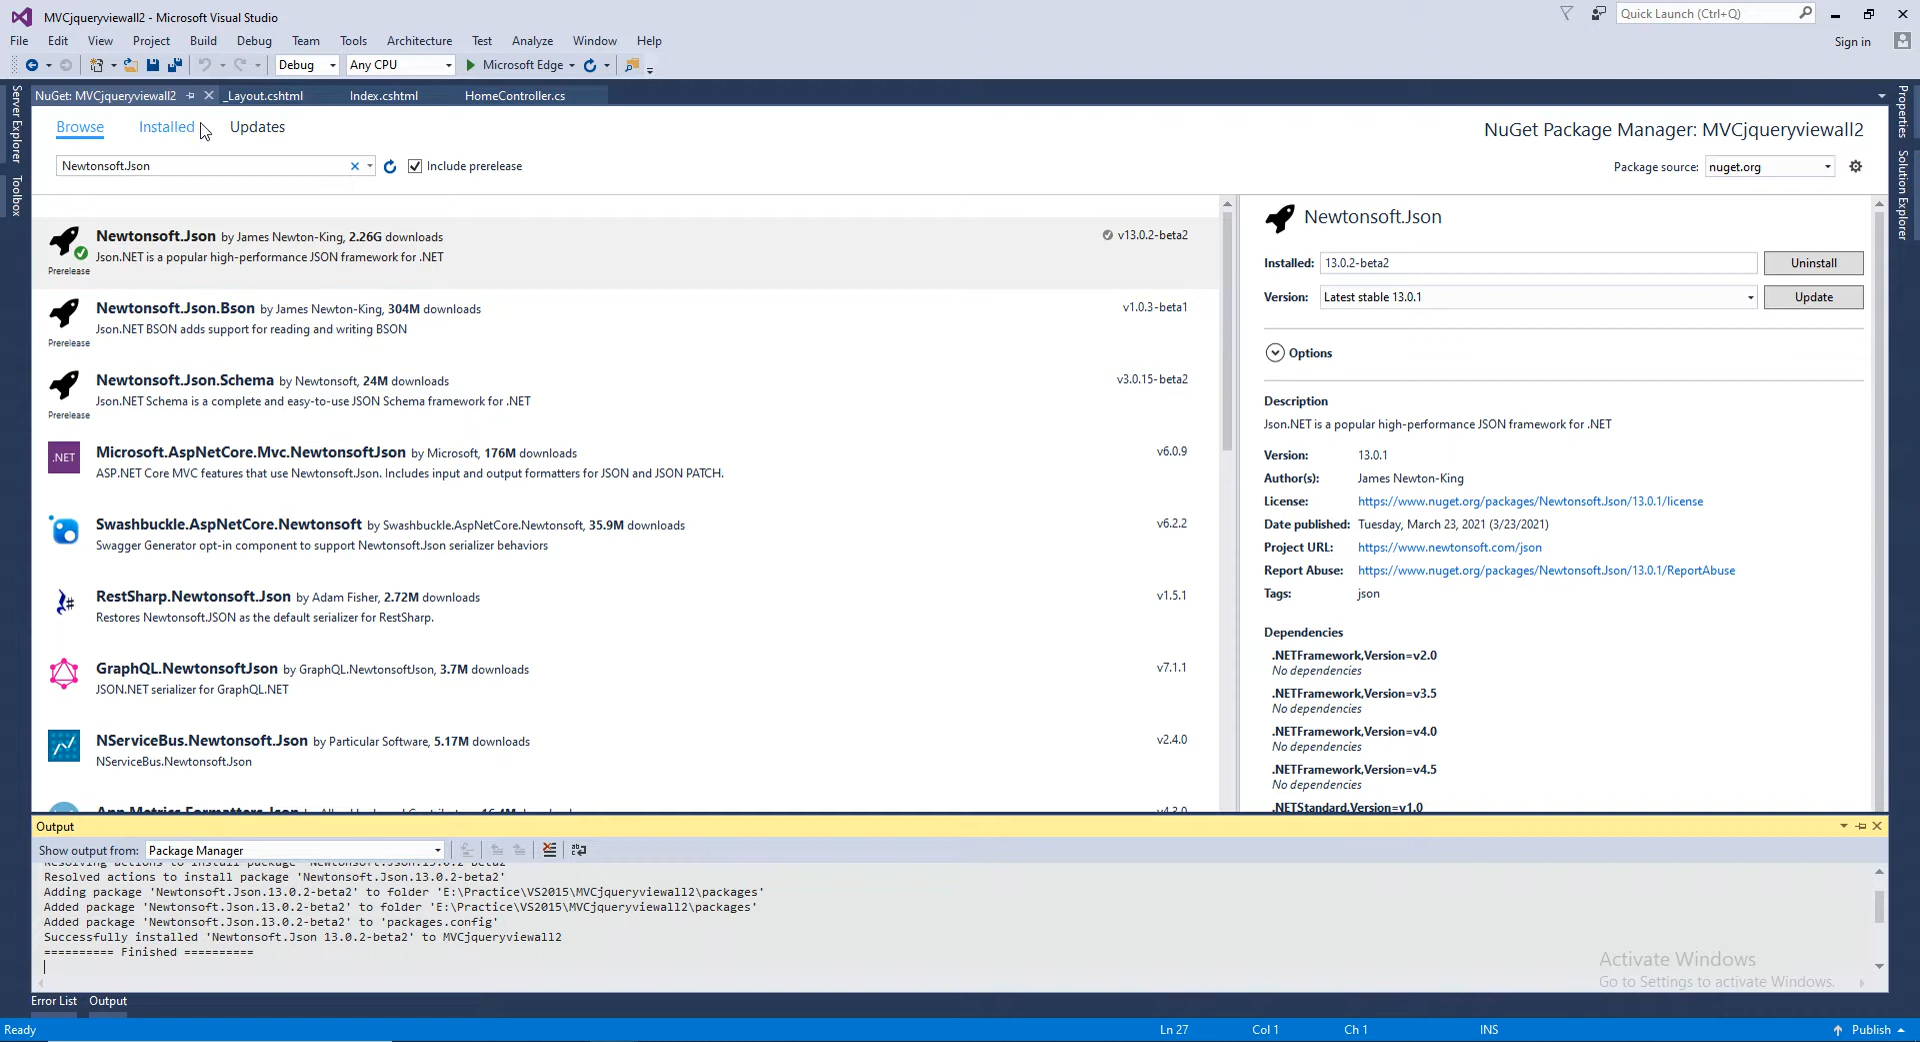 MVCjqueryviewall2 - Microsoft Visual Studio
Quick Launch (Ctrl+Q)
File Edit View Project Build Debug Team Tools Architecture Test Analyze Window Help
Sign in
Debug Any CPU Microsoft Edge
NuGet: MVCjqueryviewall2 _Layout.cshtml Index.cshtml HomeController.cs
Server Explorer
Toolbox
Properties
Solution Explorer
Browse Installed Updates
NuGet Package Manager: MVCjqueryviewall2
Newtonsoft.Json
Include prerelease
Package source: nuget.org
Newtonsoft.Json by James Newton-King, 2.26G downloads v13.0.2-beta2
Json.NET is a popular high-performance JSON framework for .NET
Prerelease
Newtonsoft.Json.Bson by James Newton-King, 304M downloads v1.0.3-beta1
Json.NET BSON adds support for reading and writing BSON
Prerelease
Newtonsoft.Json.Schema by Newtonsoft, 24M downloads v3.0.15-beta2
Json.NET Schema is a complete and easy-to-use JSON Schema framework for .NET
Prerelease
.NET
Microsoft.AspNetCore.Mvc.NewtonsoftJson by Microsoft, 176M downloads v6.0.9
ASP.NET Core MVC features that use Newtonsoft.Json. Includes input and output formatters for JSON and JSON PATCH.
Swashbuckle.AspNetCore.Newtonsoft by Swashbuckle.AspNetCore.Newtonsoft, 35.9M downloads v6.2.2
Swagger Generator opt-in component to support Newtonsoft.Json serializer behaviors
RestSharp.Newtonsoft.Json by Adam Fisher, 2.72M downloads v1.5.1
Restores Newtonsoft.JSON as the default serializer for RestSharp.
GraphQL.NewtonsoftJson by GraphQL.NewtonsoftJson, 3.7M downloads v7.1.1
JSON.NET serializer for GraphQL.NET
NServiceBus.Newtonsoft.Json by Particular Software, 5.17M downloads v2.4.0
NServiceBus.Newtonsoft.Json
App.Metrics.Formatters.Json
Newtonsoft.Json
Installed: 13.0.2-beta2 Uninstall
Version: Latest stable 13.0.1 Update
Options
Description
Json.NET is a popular high-performance JSON framework for .NET
Version: 13.0.1
Author(s): James Newton-King
License: https://www.nuget.org/packages/Newtonsoft.Json/13.0.1/license
Date published: Tuesday, March 23, 2021 (3/23/2021)
Project URL: https://www.newtonsoft.com/json
Report Abuse: https://www.nuget.org/packages/Newtonsoft.Json/13.0.1/ReportAbuse
Tags: json
Dependencies
.NETFramework,Version=v2.0
No dependencies
.NETFramework,Version=v3.5
No dependencies
.NETFramework,Version=v4.0
No dependencies
.NETFramework,Version=v4.5
No dependencies
.NETStandard,Version=v1.0
Output
Show output from: Package Manager
Resolving actions to install package 'Newtonsoft.Json.13.0.2-beta2'
Resolved actions to install package 'Newtonsoft.Json.13.0.2-beta2'
Adding package 'Newtonsoft.Json.13.0.2-beta2' to folder 'E:\Practice\VS2015\MVCjqueryviewall2\packages'
Added package 'Newtonsoft.Json.13.0.2-beta2' to folder 'E:\Practice\VS2015\MVCjqueryviewall2\packages'
Added package 'Newtonsoft.Json.13.0.2-beta2' to 'packages.config'
Successfully installed 'Newtonsoft.Json 13.0.2-beta2' to MVCjqueryviewall2
========== Finished ==========
Activate Windows
Go to Settings to activate Windows.
Error List Output
Ready Ln 27 Col 1 Ch 1 INS Publish